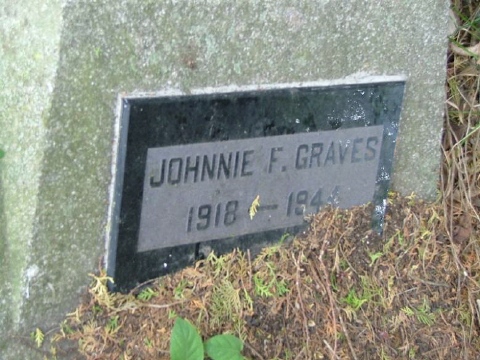 JOHNNIE F. GRAVES
1918 –